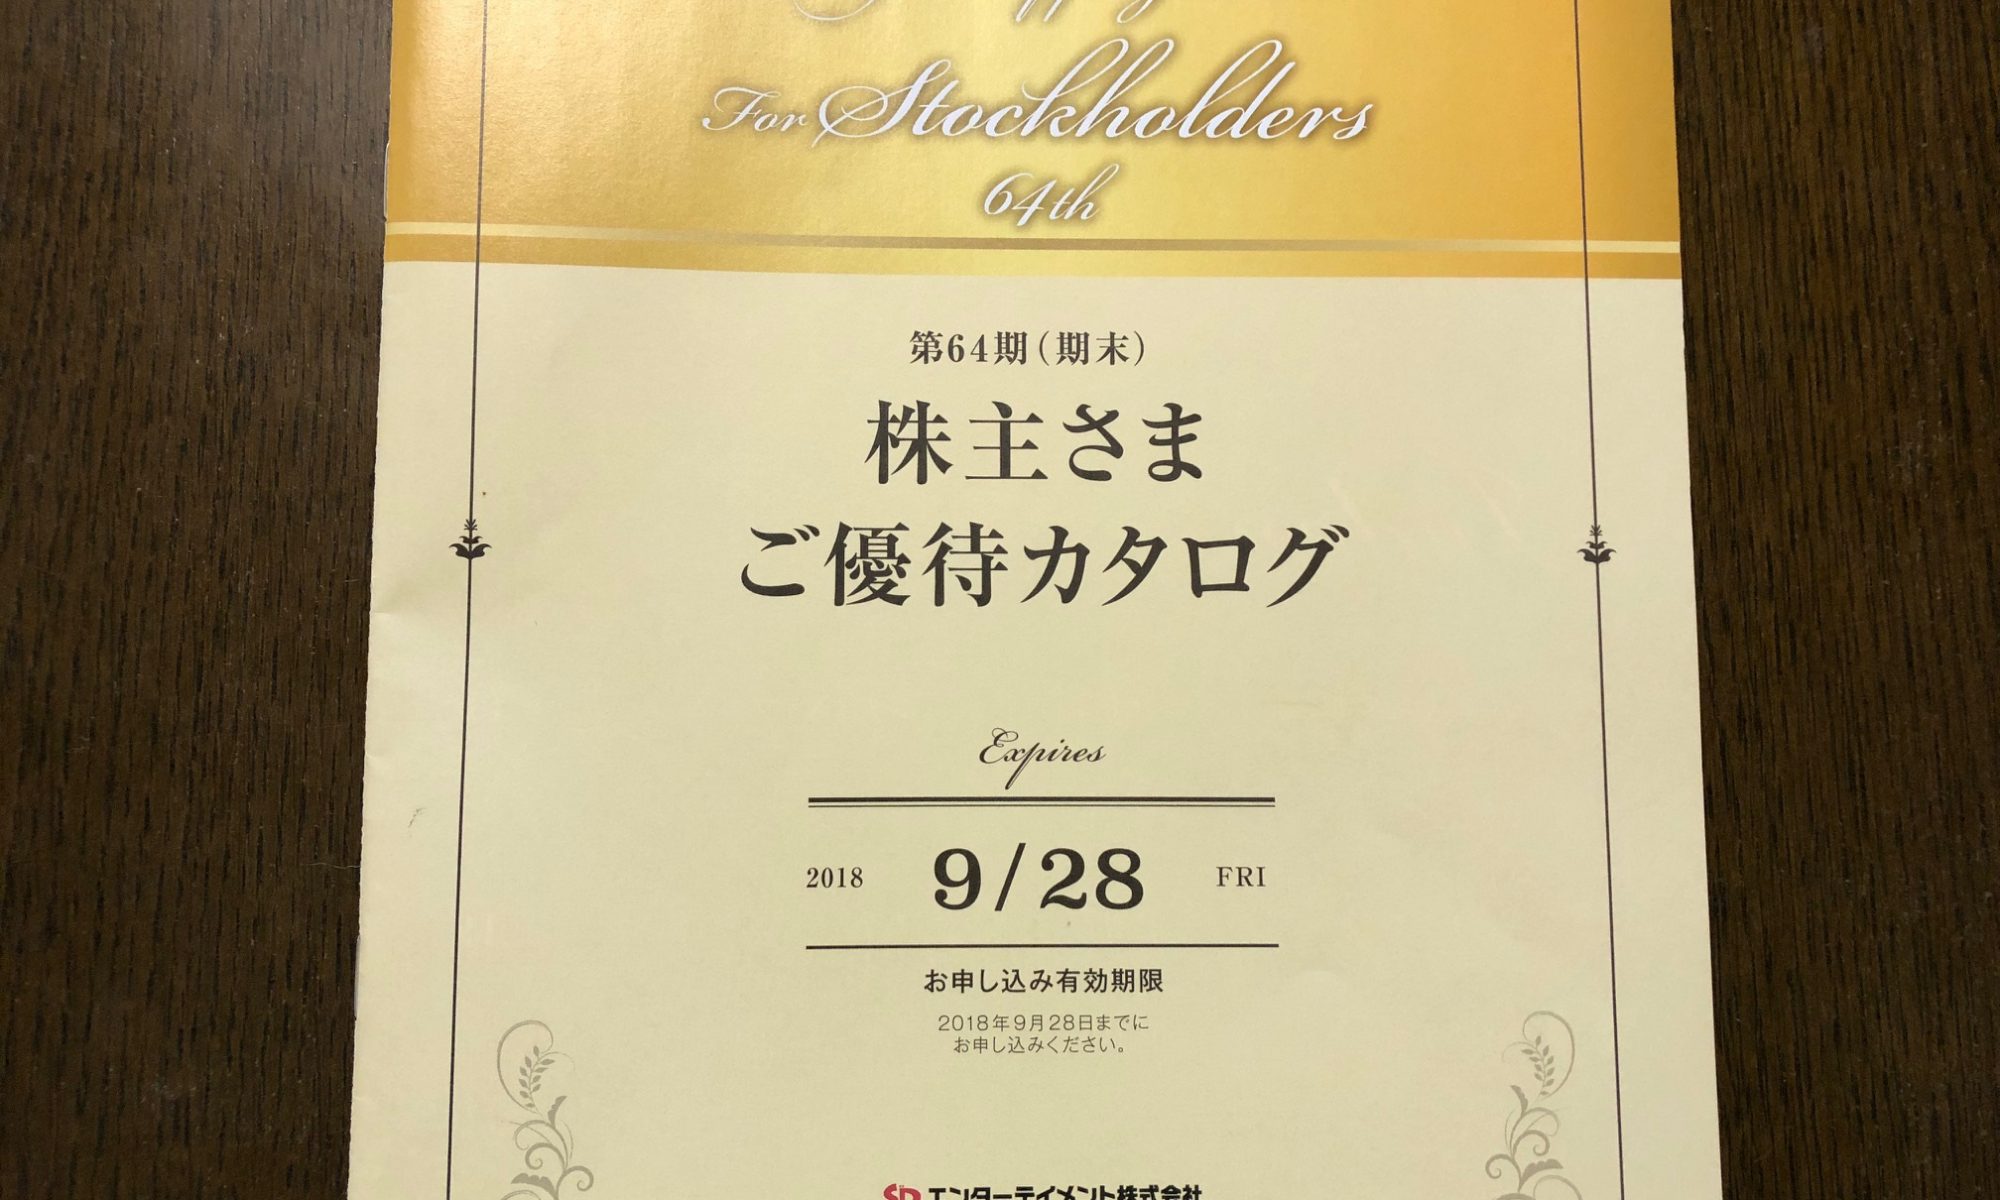 For Stockholders
64th
第64期（期末）
株主さま
ご優待カタログ
Expires
2018 9/28 FRI
お申し込み有効期限
2018年9月28日までに
お申し込みください。
SD エンターテイメント株式会社